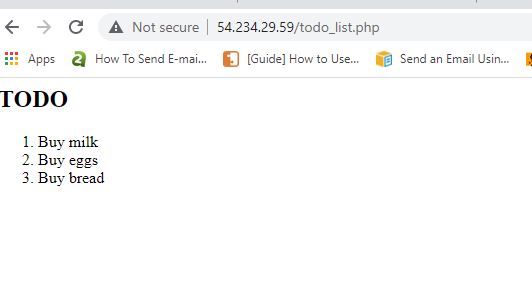 Not secure 54.234.29.59/todo_list.php
Apps How To Send E-mai... [Guide] How to Use... Send an Email Usin...
TODO
1. Buy milk
2. Buy eggs
3. Buy bread